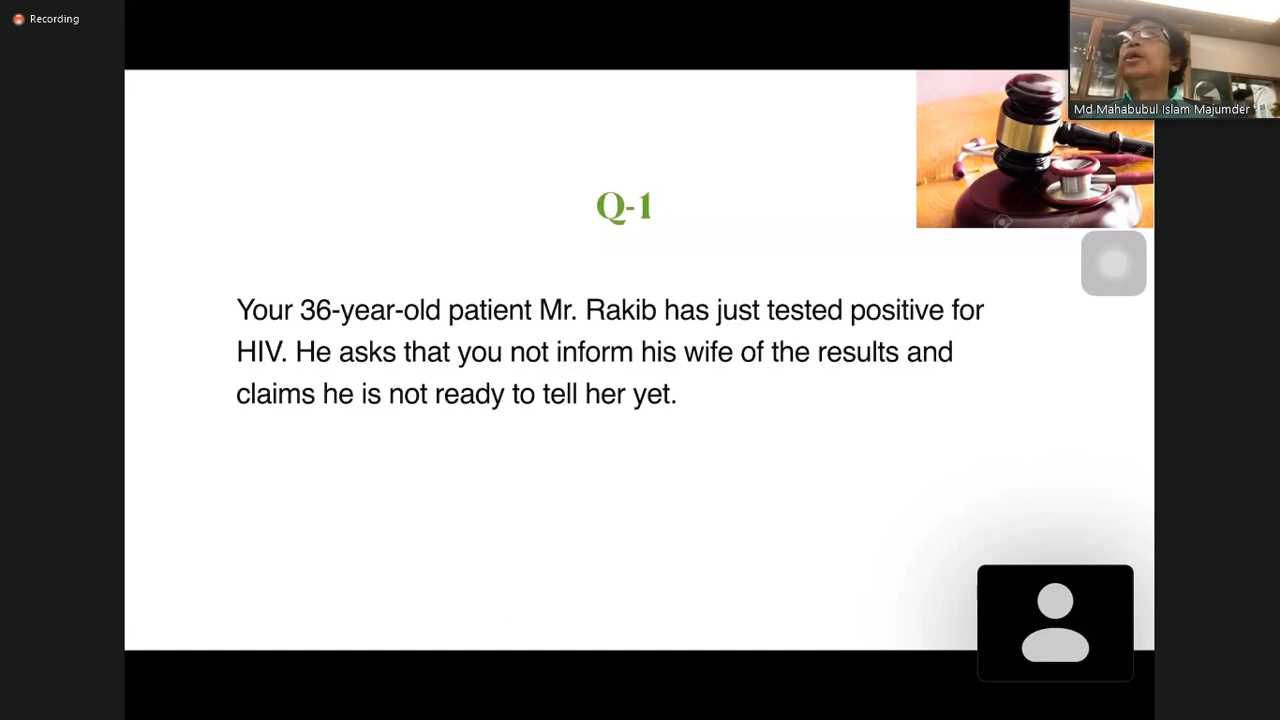 Recording
Md Mahabubul Islam Majumder
Q-1
Your 36-year-old patient Mr. Rakib has just tested positive for
HIV. He asks that you not inform his wife of the results and
claims he is not ready to tell her yet.